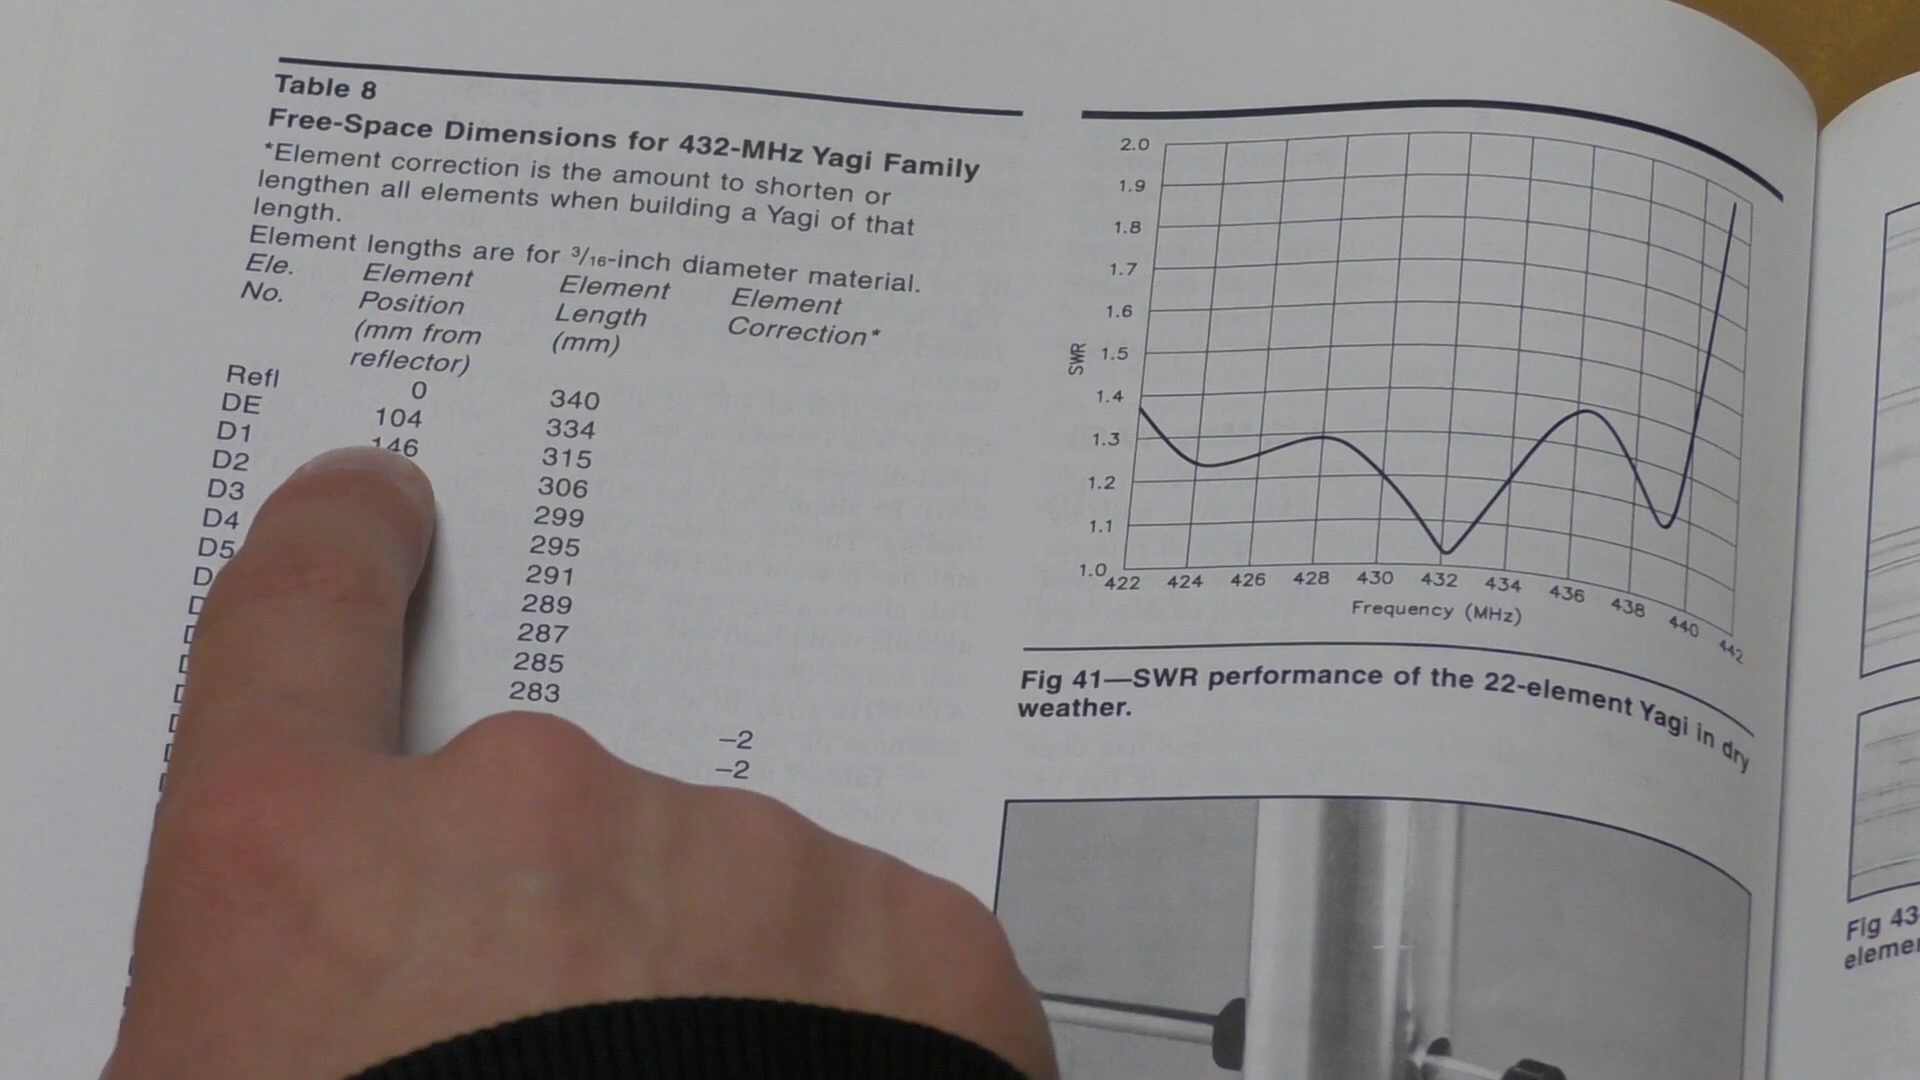 Table 8
Free-Space Dimensions for 432-MHz Yagi Family
*Element correction is the amount to shorten or
lengthen all elements when building a Yagi of that
length.
Element lengths are for 3/16-inch diameter material.
Ele. Element Element Element
No. Position Length Correction*
(mm from (mm)
reflector)
Refl 0 340
DE 104 334
D1 146 315
D2 306
D3 299
D4 295
D5 291
289
287
285
283
–2
–2
2.0
1.9
1.8
1.7
1.6
1.5
1.4
1.3
1.2
1.1
1.0
SWR
422 424 426 428 430 432 434 436 438 440 442
Frequency (MHz)
Fig 41—SWR performance of the 22-element Yagi in dry
weather.
Fig 43